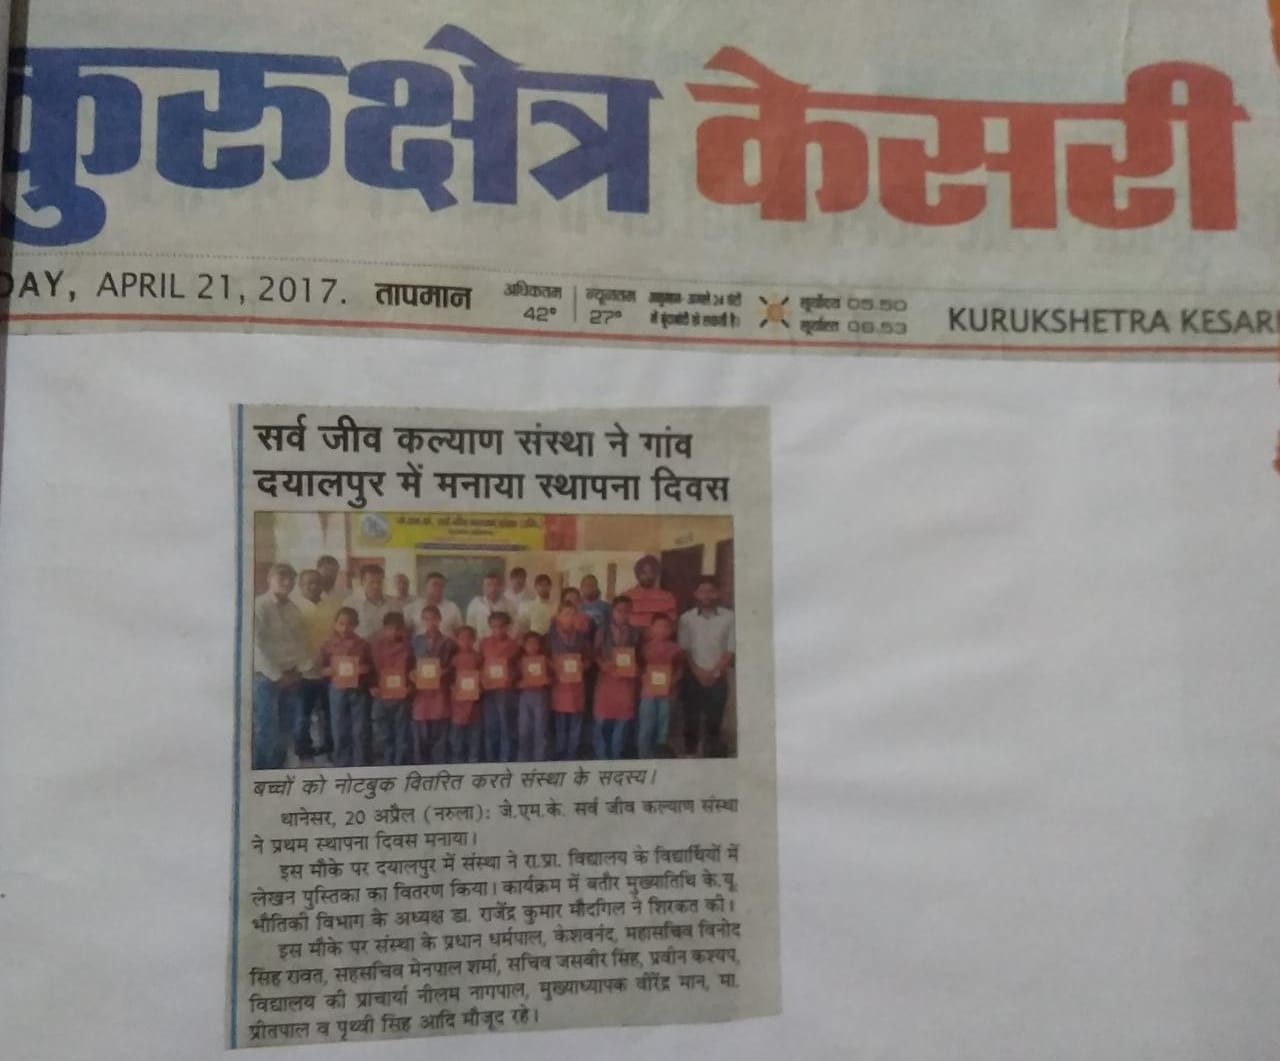 कुरुक्षेत्र केसरी
DAY, APRIL 21, 2017. तापमान अधिकतम 42° न्यूनतम 27° अनुमान- अगले 24 घंटों में बूंदाबांदी हो सकती है। सूर्योदय 05.50 सूर्यास्त 06.53 KURUKSHETRA KESARI
सर्व जीव कल्याण संस्था ने गांव
दयालपुर में मनाया स्थापना दिवस
सर्व जीव कल्याण संस्था
बच्चों को नोटबुक वितरित करते संस्था के सदस्य।
थानेसर, 20 अप्रैल (नरुला): जे.एम.के. सर्व जीव कल्याण संस्था
ने प्रथम स्थापना दिवस मनाया।
इस मौके पर दयालपुर में संस्था ने रा.प्रा. विद्यालय के विद्यार्थियों में
लेखन पुस्तिका का वितरण किया। कार्यक्रम में बतौर मुख्यातिथि के.यू.
भौतिकी विभाग के अध्यक्ष डा. राजेंद्र कुमार मौदगिल ने शिरकत की।
इस मौके पर संस्था के प्रधान धर्मपाल, केशवनंद, महासचिव विनोद
सिंह रावत, सहसचिव मेनपाल शर्मा, सचिव जसबीर सिंह, प्रवीन कश्यप,
विद्यालय की प्राचार्या नीलम नागपाल, मुख्याध्यापक वीरेंद्र मान, मा.
प्रीतपाल व पृथ्वी सिंह आदि मौजूद रहे।